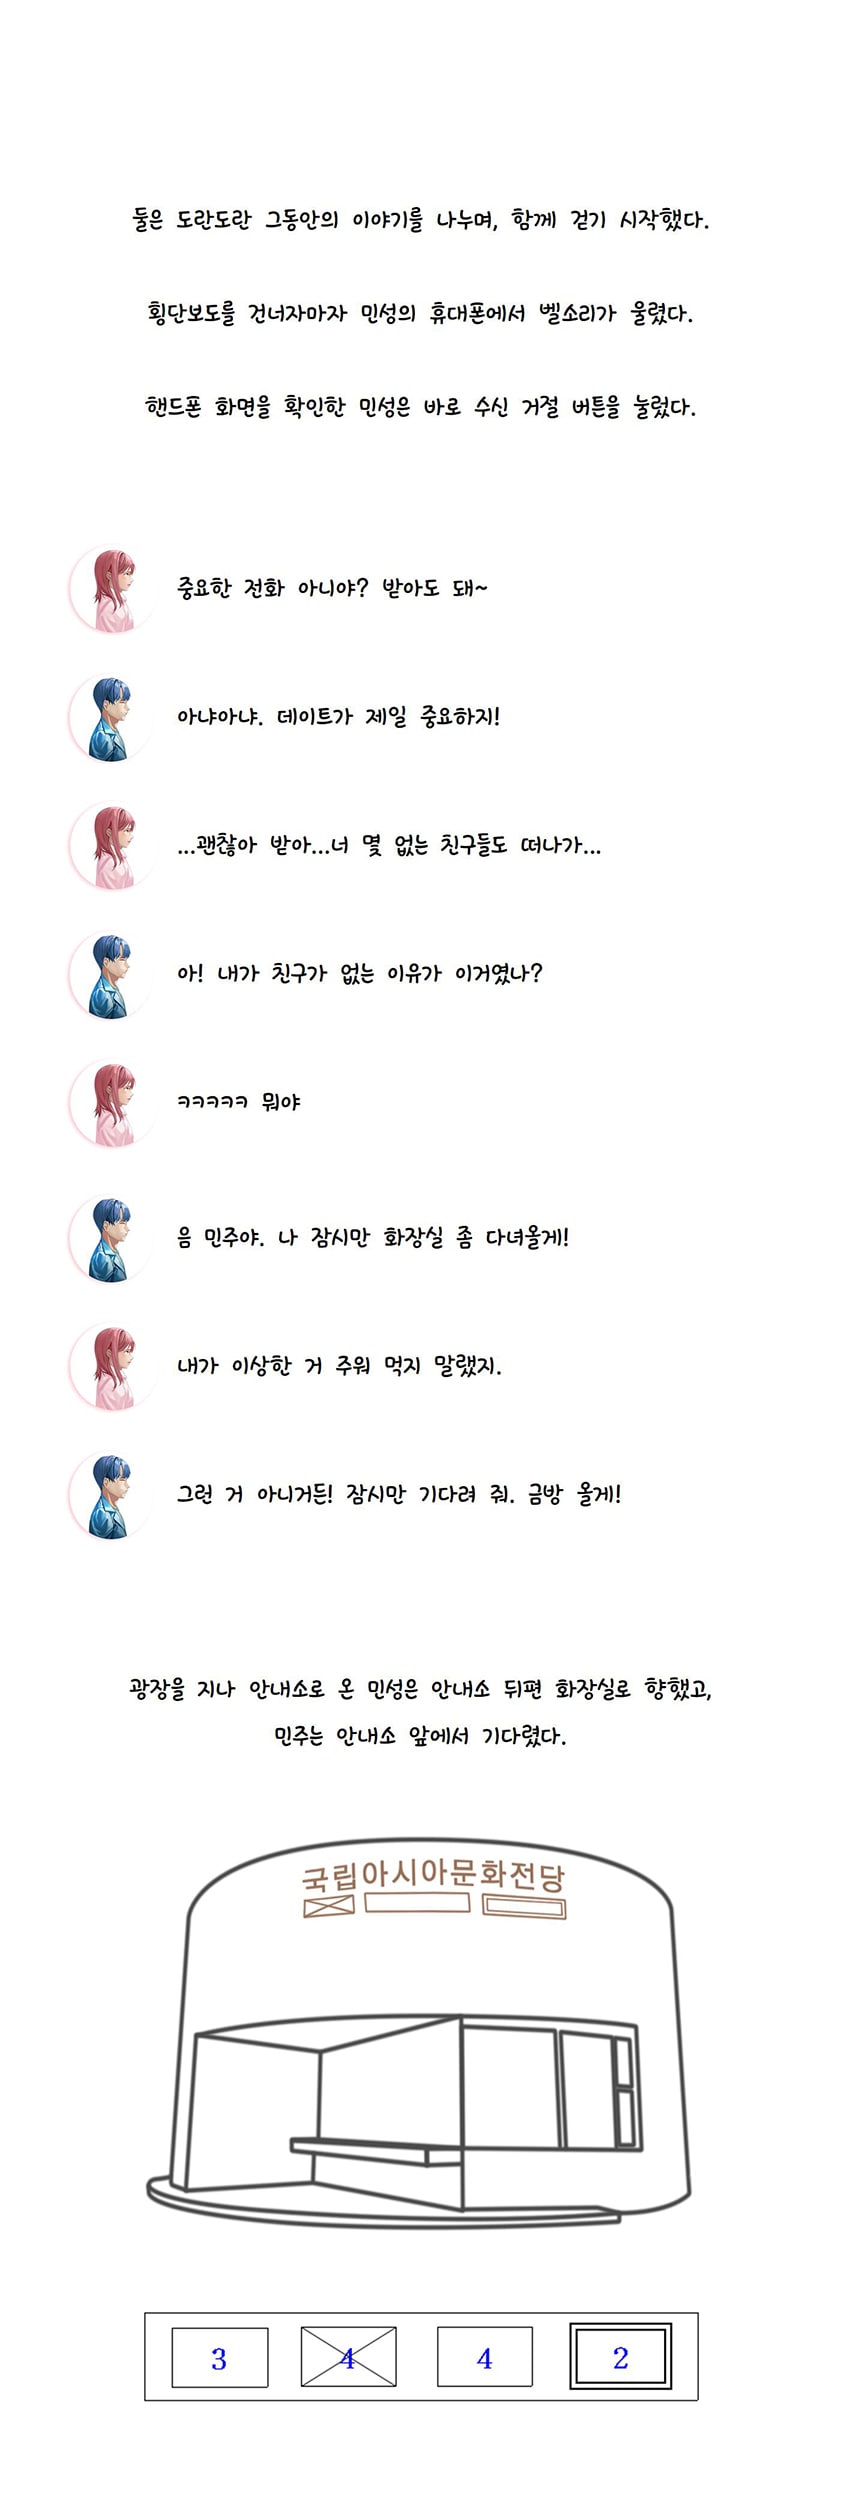 둘은 도란도란 그동안의 이야기를 나누며, 함께 걷기 시작했다.
횡단보도를 건너자마자 민성의 휴대폰에서 벨소리가 울렸다.
핸드폰 화면을 확인한 민성은 바로 수신 거절 버튼을 눌렀다.
중요한 전화 아니야? 받아도 돼~
아냐아냐. 데이트가 제일 중요하지!
...괜찮아 받아...너 몇 없는 친구들도 떠나가...
아! 내가 친구가 없는 이유가 이거였나?
ㅋㅋㅋㅋㅋ 뭐야
음 민주야. 나 잠시만 화장실 좀 다녀올게!
내가 이상한 거 주워 먹지 말랬지.
그런 거 아니거든! 잠시만 기다려 줘. 금방 올게!
광장을 지나 안내소로 온 민성은 안내소 뒤편 화장실로 향했고,
민주는 안내소 앞에서 기다렸다.
국립아시아문화전당
3 4 4 2